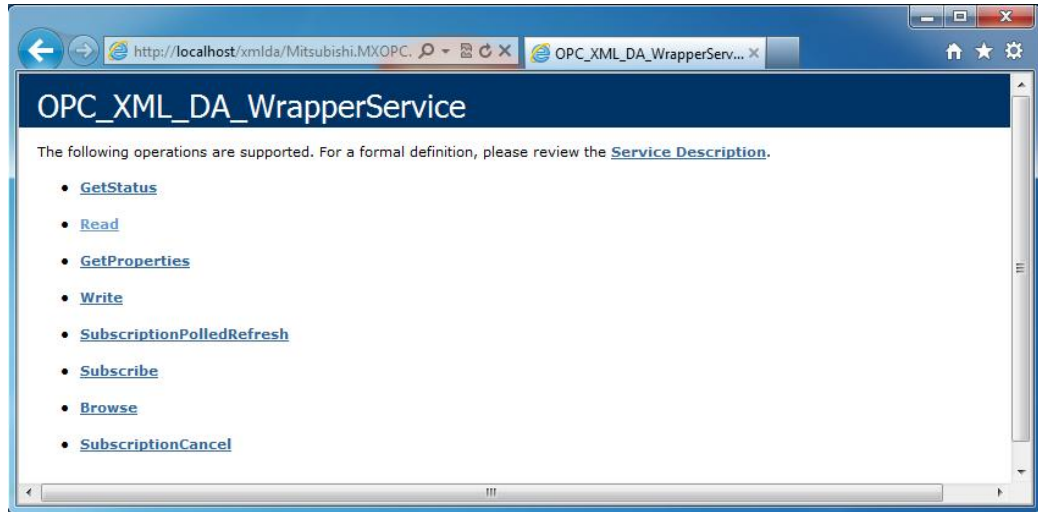 http://localhost/xmlda/Mitsubishi.MXOPC.
OPC_XML_DA_WrapperServ...
OPC_XML_DA_WrapperService
The following operations are supported. For a formal definition, please review the Service Description.
• GetStatus
• Read
• GetProperties
• Write
• SubscriptionPolledRefresh
• Subscribe
• Browse
• SubscriptionCancel